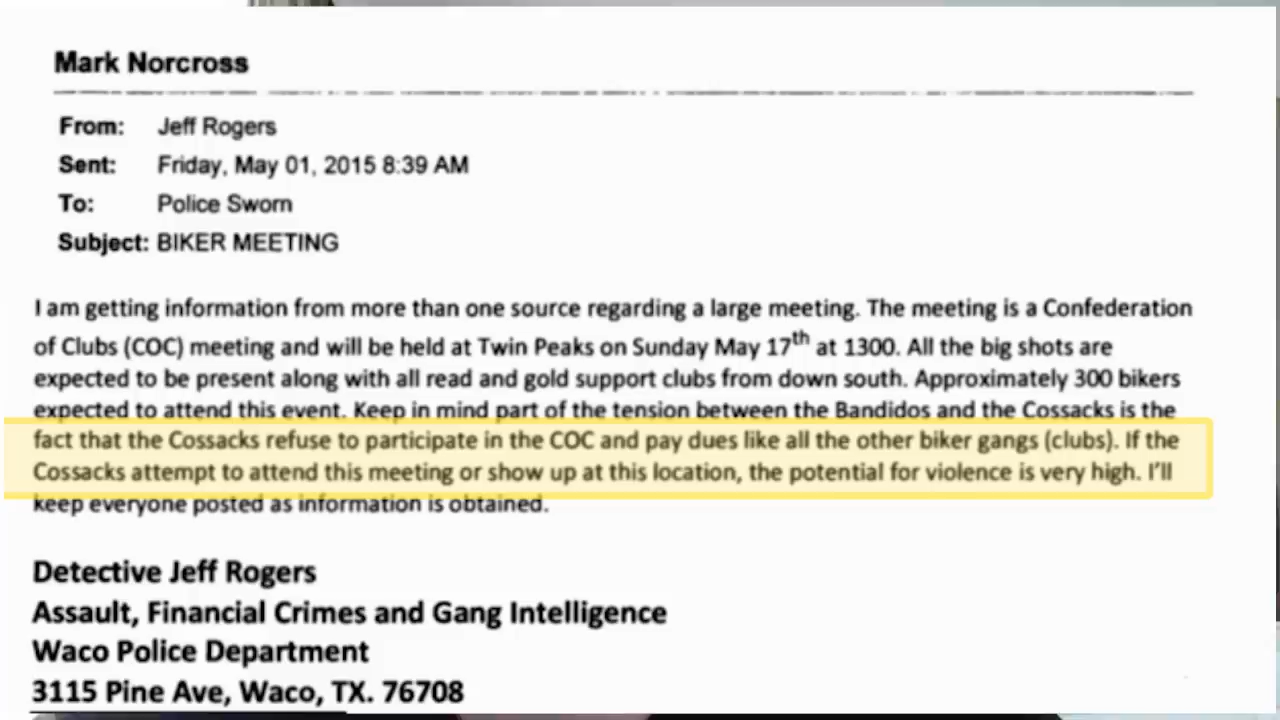 Mark Norcross
From: Jeff Rogers
Sent: Friday, May 01, 2015 8:39 AM
To: Police Sworn
Subject: BIKER MEETING
I am getting information from more than one source regarding a large meeting. The meeting is a Confederation
of Clubs (COC) meeting and will be held at Twin Peaks on Sunday May 17th at 1300. All the big shots are
expected to be present along with all read and gold support clubs from down south. Approximately 300 bikers
expected to attend this event. Keep in mind part of the tension between the Bandidos and the Cossacks is the
fact that the Cossacks refuse to participate in the COC and pay dues like all the other biker gangs (clubs). If the
Cossacks attempt to attend this meeting or show up at this location, the potential for violence is very high. I'll
keep everyone posted as information is obtained.
Detective Jeff Rogers
Assault, Financial Crimes and Gang Intelligence
Waco Police Department
3115 Pine Ave, Waco, TX. 76708